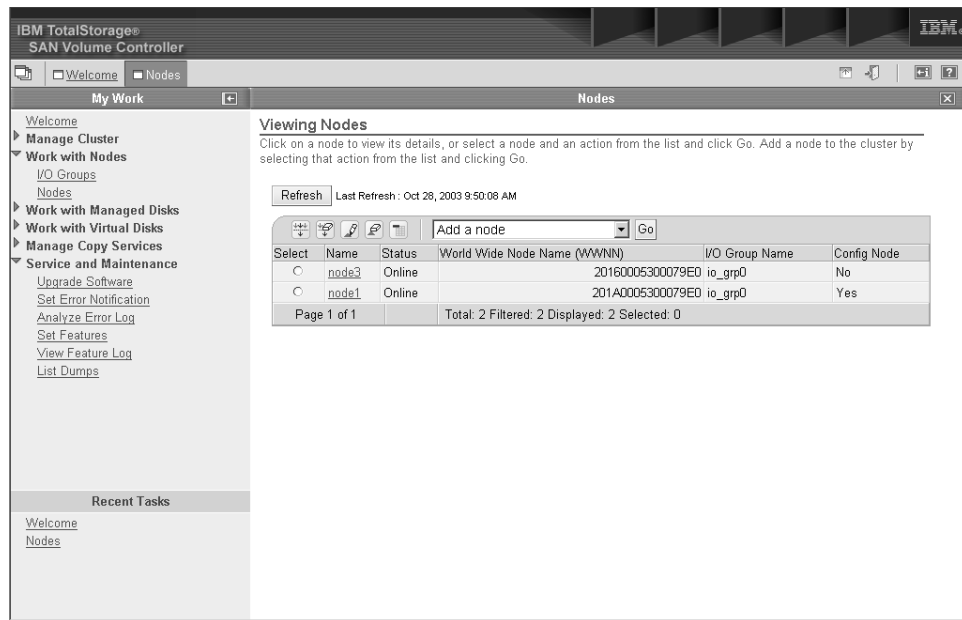 IBM TotalStorage®
SAN Volume Controller
IBM.
Welcome
Nodes
My Work
Nodes
Welcome
Manage Cluster
Work with Nodes
I/O Groups
Nodes
Work with Managed Disks
Work with Virtual Disks
Manage Copy Services
Service and Maintenance
Upgrade Software
Set Error Notification
Analyze Error Log
Set Features
View Feature Log
List Dumps
Recent Tasks
Welcome
Nodes
Viewing Nodes
Click on a node to view its details, or select a node and an action from the list and click Go. Add a node to the cluster by
selecting that action from the list and clicking Go.
Refresh Last Refresh : Oct 28, 2003 9:50:08 AM
Add a node Go
Select Name Status World Wide Node Name (WWNN) I/O Group Name Config Node
node3 Online 20160005300079E0 io_grp0 No
node1 Online 201A0005300079E0 io_grp0 Yes
Page 1 of 1 Total: 2 Filtered: 2 Displayed: 2 Selected: 0